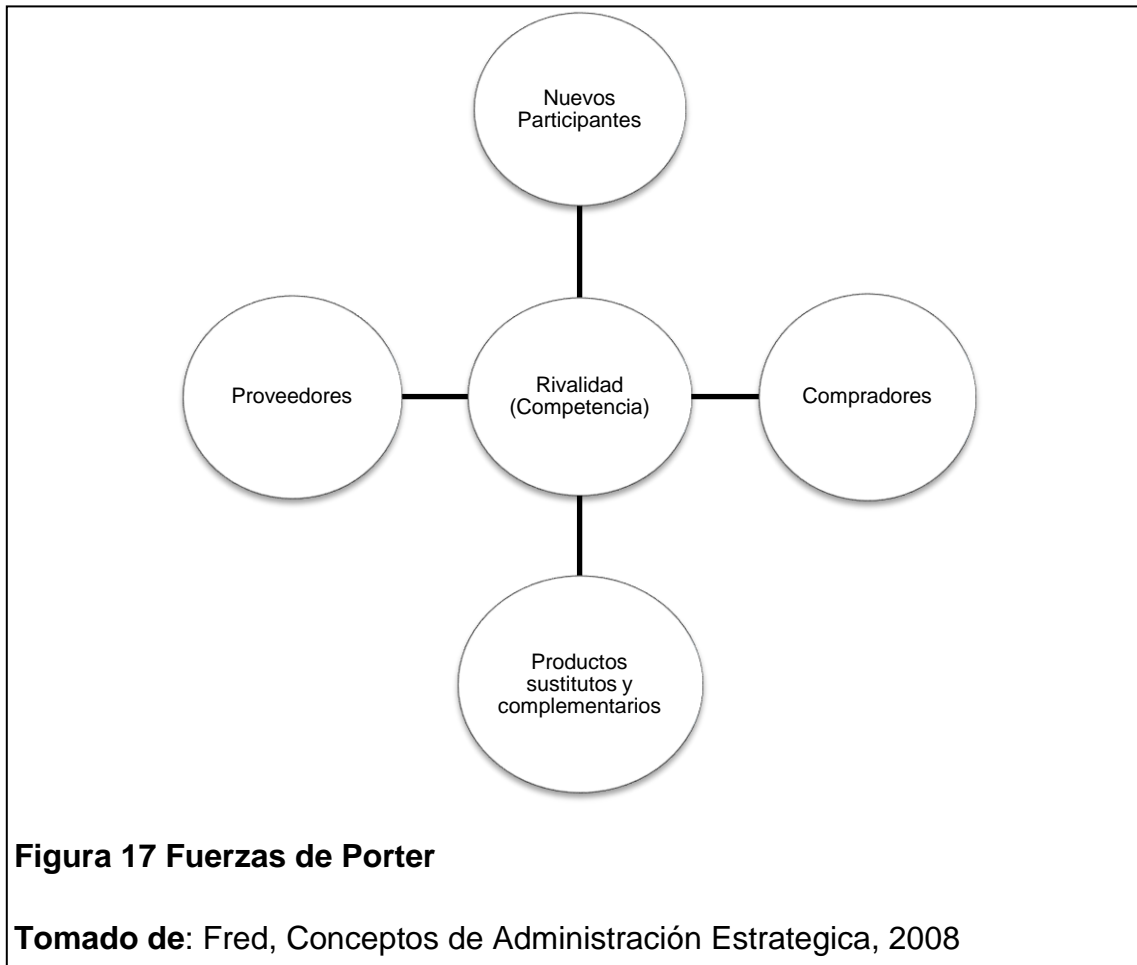 Nuevos
Participantes
Proveedores
Rivalidad
(Competencia)
Compradores
Productos
sustitutos y
complementarios
Figura 17 Fuerzas de Porter
Tomado de: Fred, Conceptos de Administración Estrategica, 2008